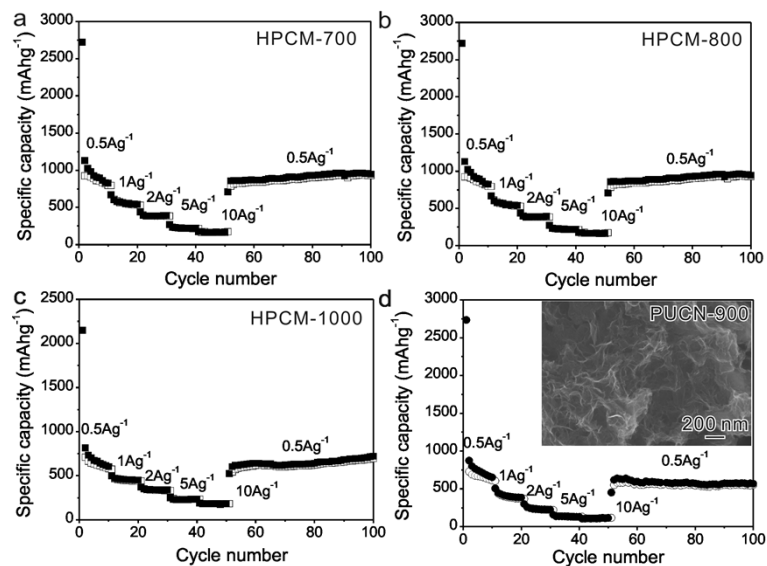 a
HPCM-700
Specific capacity (mAhg⁻¹)
3000
2500
2000
1500
1000
500
0
0.5Ag⁻¹
1Ag⁻¹
2Ag⁻¹
5Ag⁻¹
10Ag⁻¹
0.5Ag⁻¹
0 20 40 60 80 100
Cycle number
b
HPCM-800
Specific capacity (mAhg⁻¹)
3000
2500
2000
1500
1000
500
0
0.5Ag⁻¹
1Ag⁻¹
2Ag⁻¹
5Ag⁻¹
10Ag⁻¹
0.5Ag⁻¹
0 20 40 60 80 100
Cycle number
c
HPCM-1000
Specific capacity (mAhg⁻¹)
2500
2000
1500
1000
500
0
0.5Ag⁻¹
1Ag⁻¹
2Ag⁻¹
5Ag⁻¹
10Ag⁻¹
0.5Ag⁻¹
0 20 40 60 80 100
Cycle number
d
PUCN-900
200 nm
Specific capacity (mAhg⁻¹)
3000
2500
2000
1500
1000
500
0
0.5Ag⁻¹
1Ag⁻¹
2Ag⁻¹
5Ag⁻¹
10Ag⁻¹
0.5Ag⁻¹
0 20 40 60 80 100
Cycle number